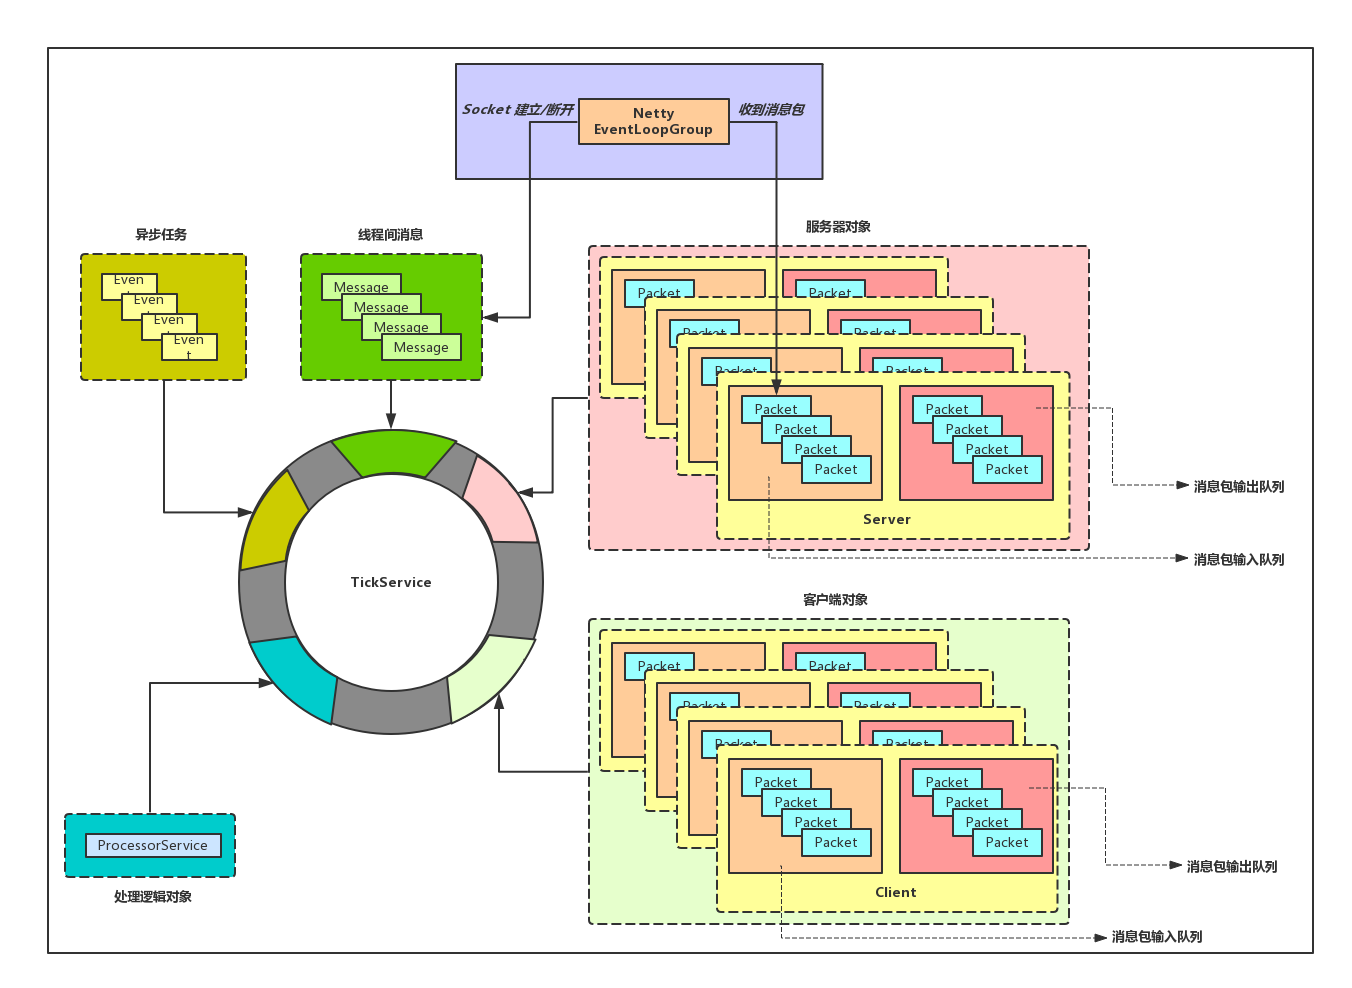 Socket 建立/断开
Netty
EventLoopGroup
收到消息包
异步任务
Even
Even
Even
Even
t
线程间消息
Message
Message
Message
Message
服务器对象
Packet
Packet
Packet
Packet
Packet
Packet
Packet
Packet
Packet
Packet
Packet
Packet
Packet
Packet
Server
消息包输出队列
消息包输入队列
TickService
客户端对象
Packet
Packet
Packet
Packet
Packet
Packet
Packet
Packet
Packet
Packet
Packet
Packet
Packet
Packet
Client
消息包输出队列
消息包输入队列
ProcessorService
处理逻辑对象